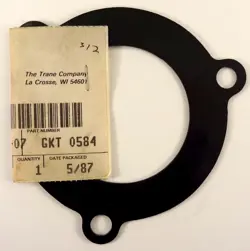 3/2
The Trane Company
La Crosse, WI 54601
PART NUMBER
-07 GKT 0584
QUANTITY DATE PACKAGED
1 5/87